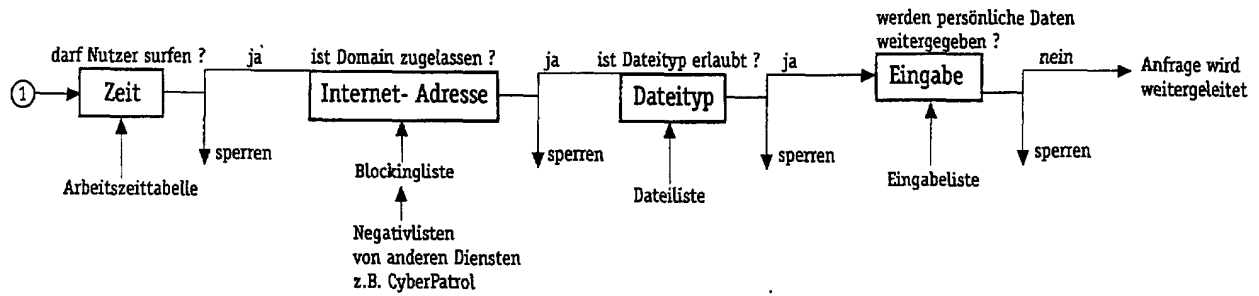 werden persönliche Daten
weitergegeben ?
darf Nutzer surfen ?
ja
ist Domain zugelassen ?
ja
ist Dateityp erlaubt ?
ja
nein
1
Zeit
Internet- Adresse
Dateityp
Eingabe
Anfrage wird
weitergeleitet
sperren
sperren
sperren
sperren
Arbeitszeittabelle
Blockingliste
Dateiliste
Eingabeliste
Negativlisten
von anderen Diensten
z.B. CyberPatrol